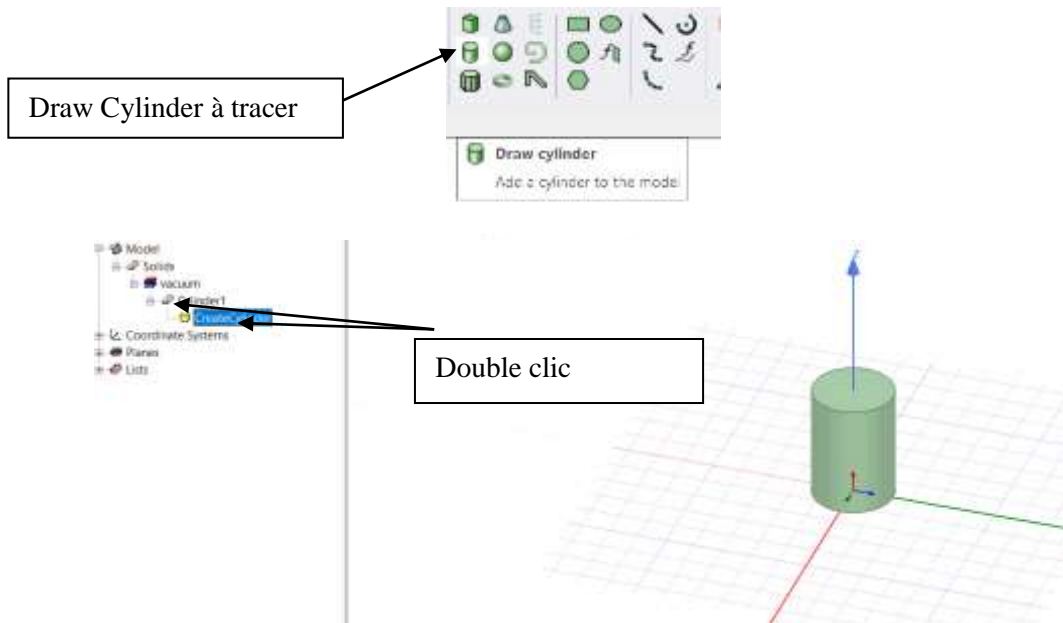 Draw Cylinder à tracer
Draw cylinder
Add a cylinder to the model
Model
Solids
vacuum
Cylinder1
CreateCylinder
Coordinate Systems
Planes
Lists
Double clic
Z